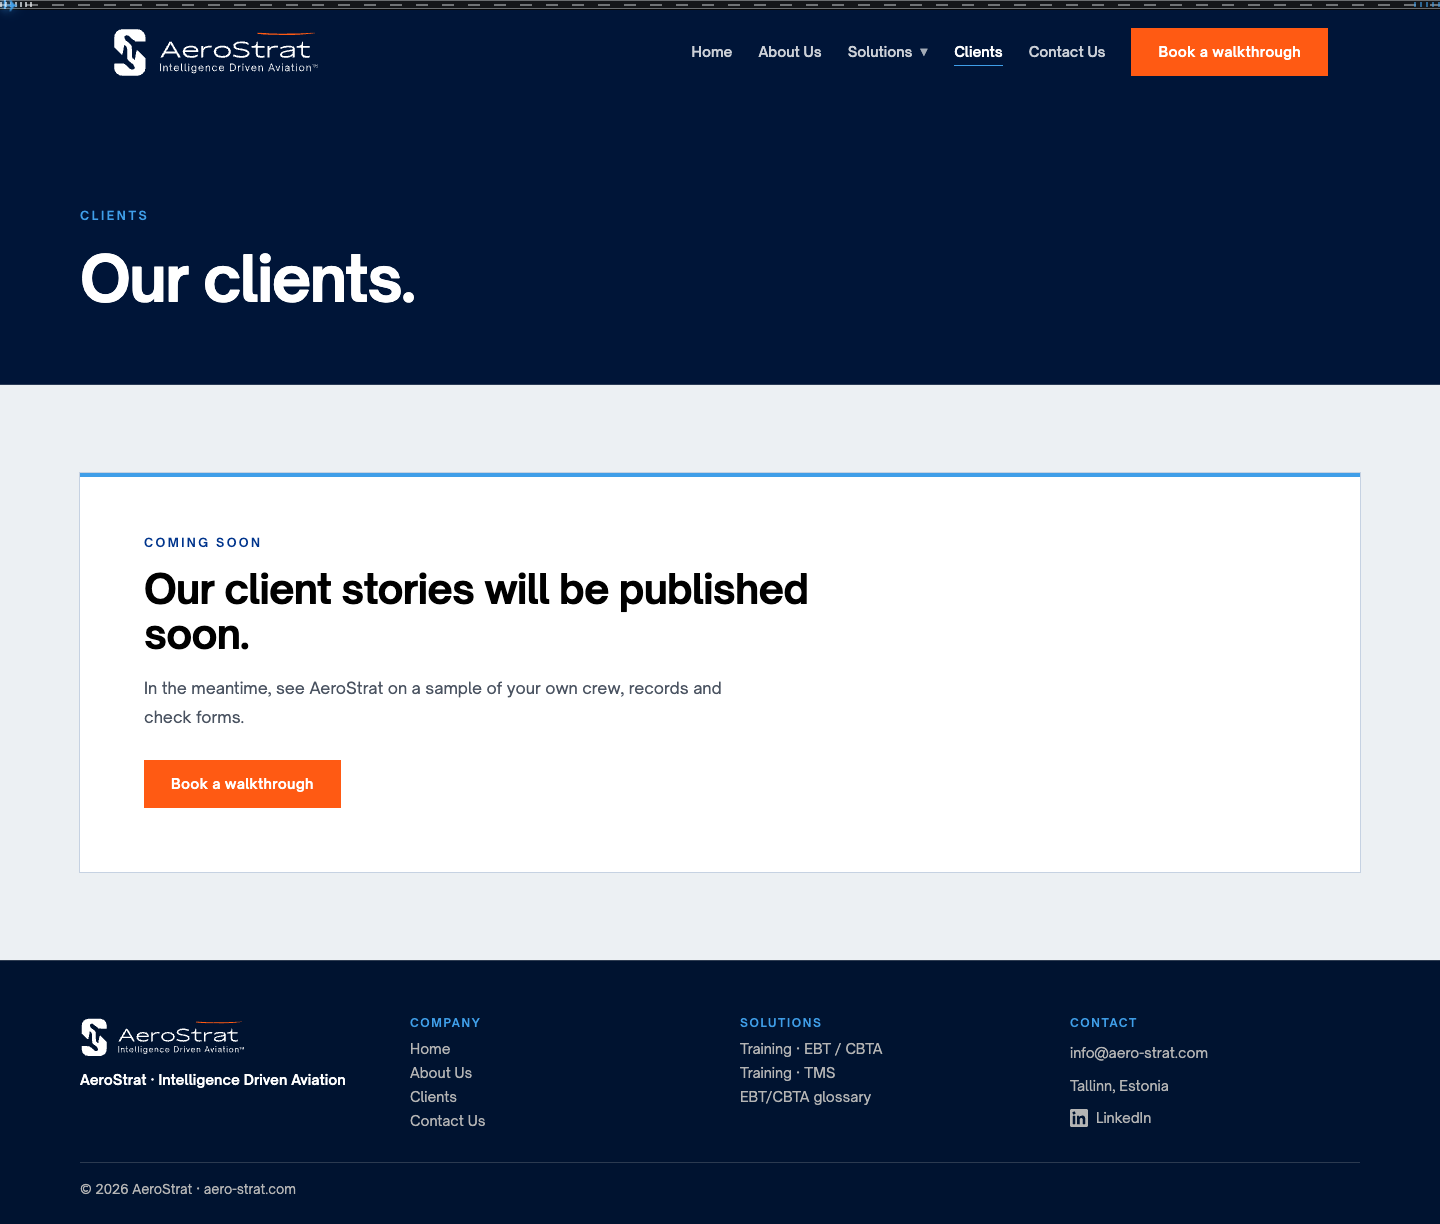 AeroStrat
Intelligence Driven Aviation™
Home
About Us
Solutions ▼
Clients
Contact Us
Book a walkthrough
CLIENTS
Our clients.
COMING SOON
Our client stories will be published
soon.
In the meantime, see AeroStrat on a sample of your own crew, records and
check forms.
Book a walkthrough
AeroStrat
Intelligence Driven Aviation™
AeroStrat · Intelligence Driven Aviation
COMPANY
Home
About Us
Clients
Contact Us
SOLUTIONS
Training · EBT / CBTA
Training · TMS
EBT/CBTA glossary
CONTACT
info@aero-strat.com
Tallinn, Estonia
LinkedIn
© 2026 AeroStrat · aero-strat.com